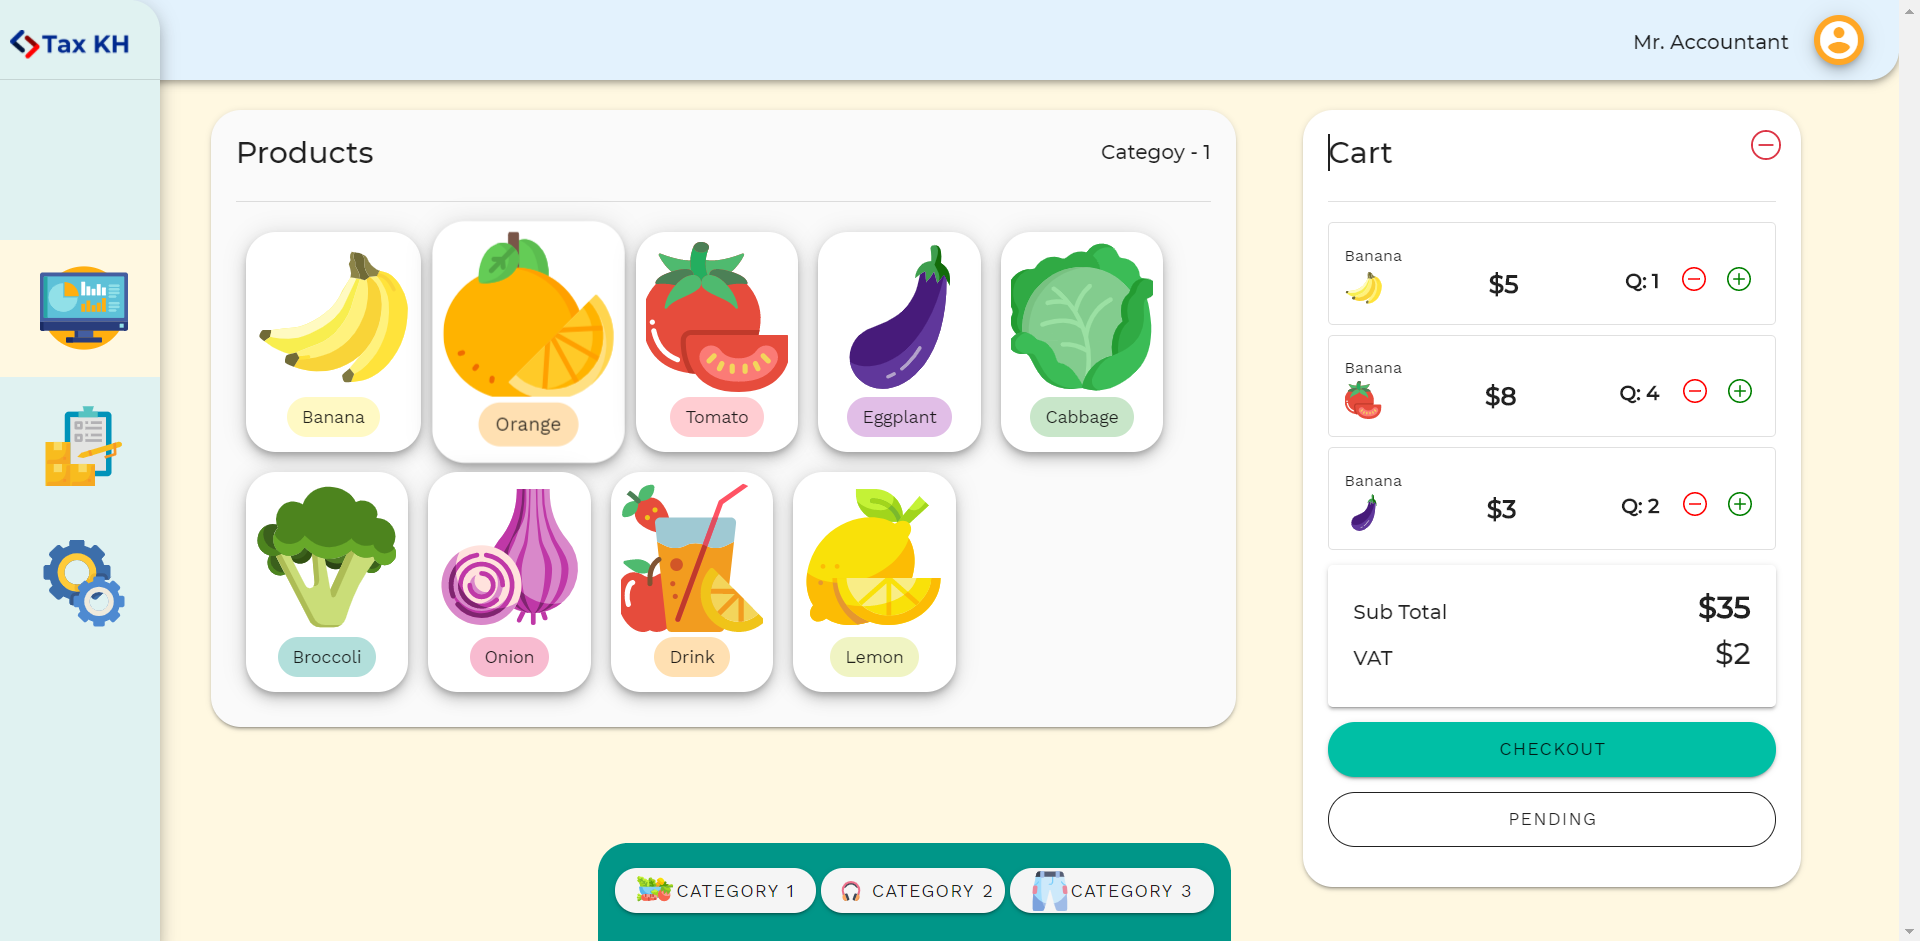 Tax KH
Mr. Accountant
Products
Categoy - 1
Banana
Orange
Tomato
Eggplant
Cabbage
Broccoli
Onion
Drink
Lemon
Cart
Banana
$5
Q: 1
Banana
$8
Q: 4
Banana
$3
Q: 2
Sub Total
$35
VAT
$2
CHECKOUT
PENDING
CATEGORY 1
CATEGORY 2
CATEGORY 3